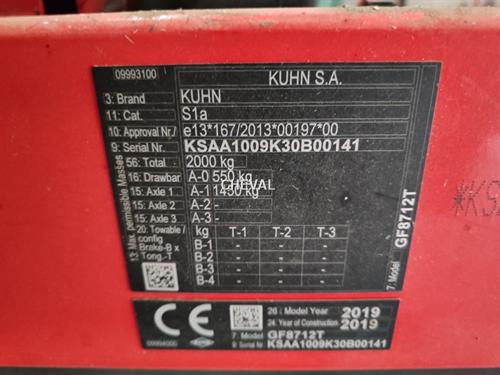 09993100
KUHN S.A.
3: Brand KUHN
11: Cat. S1a
10: Approval Nr./ e13*167/2013*00197*00
9: Serial Nr. KSAA1009K30B00141
13: Max. permissible Masses
56: Total 2000 kg
16: Drawbar A-0 550 kg
15: Axle 1 A-1 1450 kg
CHEVAL
15: Axle 2 A-2 -
15: Axle 3 A-3 -
20: Towable / kg T-1 T-2 T-3
config
Brake-B x B-1
Tong.-T B-2
B-3
B-4
7: Model GF8712T
*KS
CE
09994000
26: Model Year 2019
24: Year of Construction 2019
7: Model GF8712T
9: Serial Nr. KSAA1009K30B00141